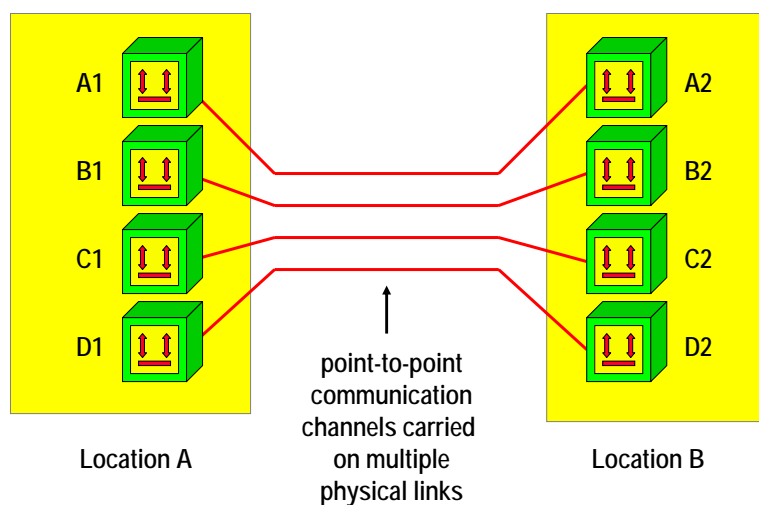 A1
A2
B1
B2
C1
C2
D1
D2
point-to-point
communication
channels carried
on multiple
physical links
Location A
Location B